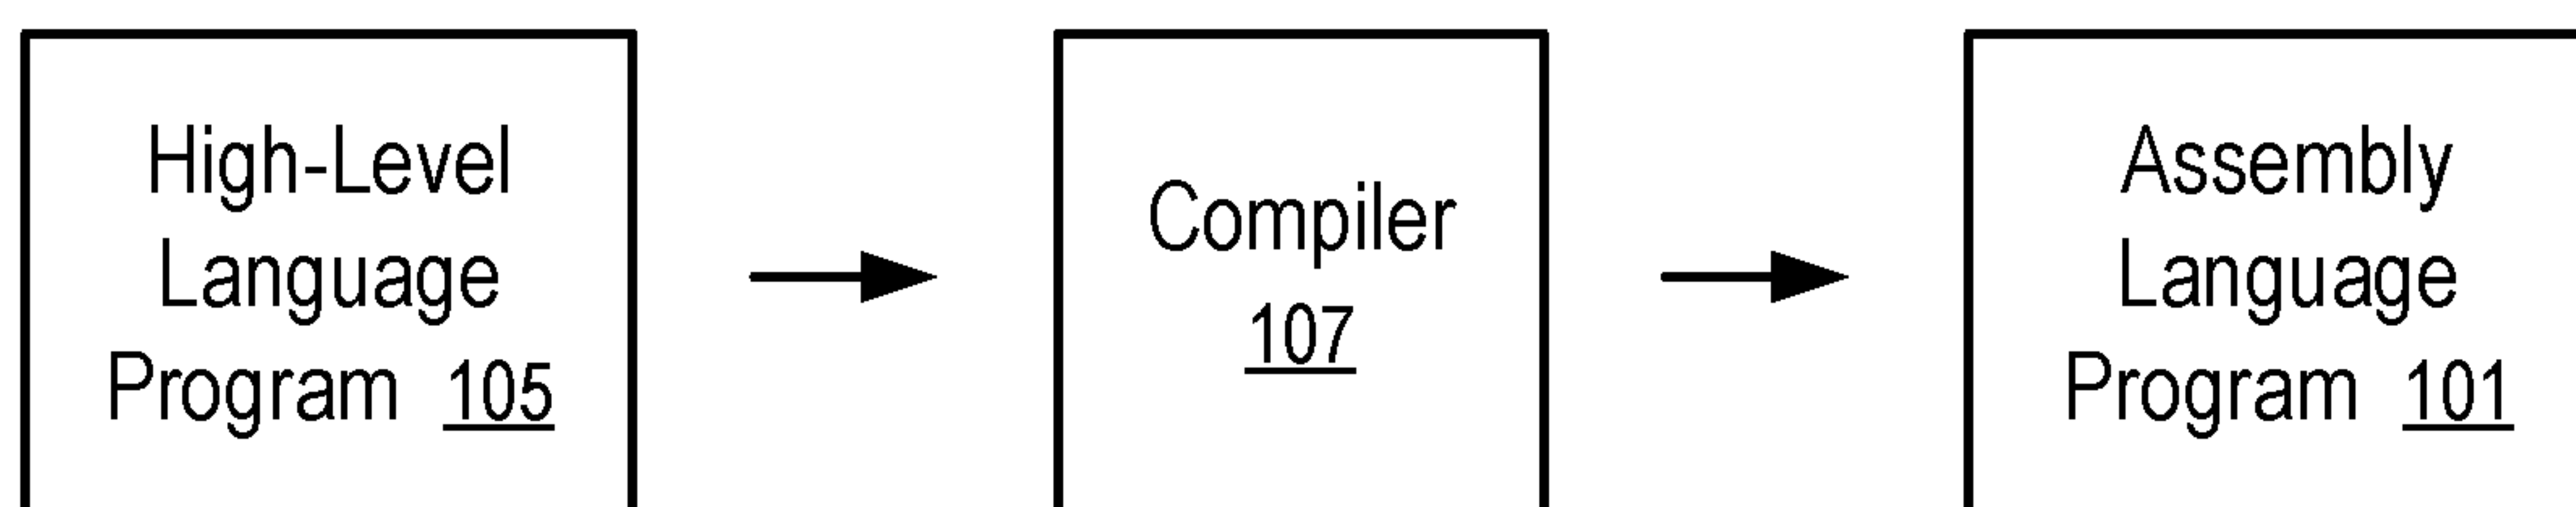 High-Level
Language
Program 105
Compiler
107
Assembly
Language
Program 101